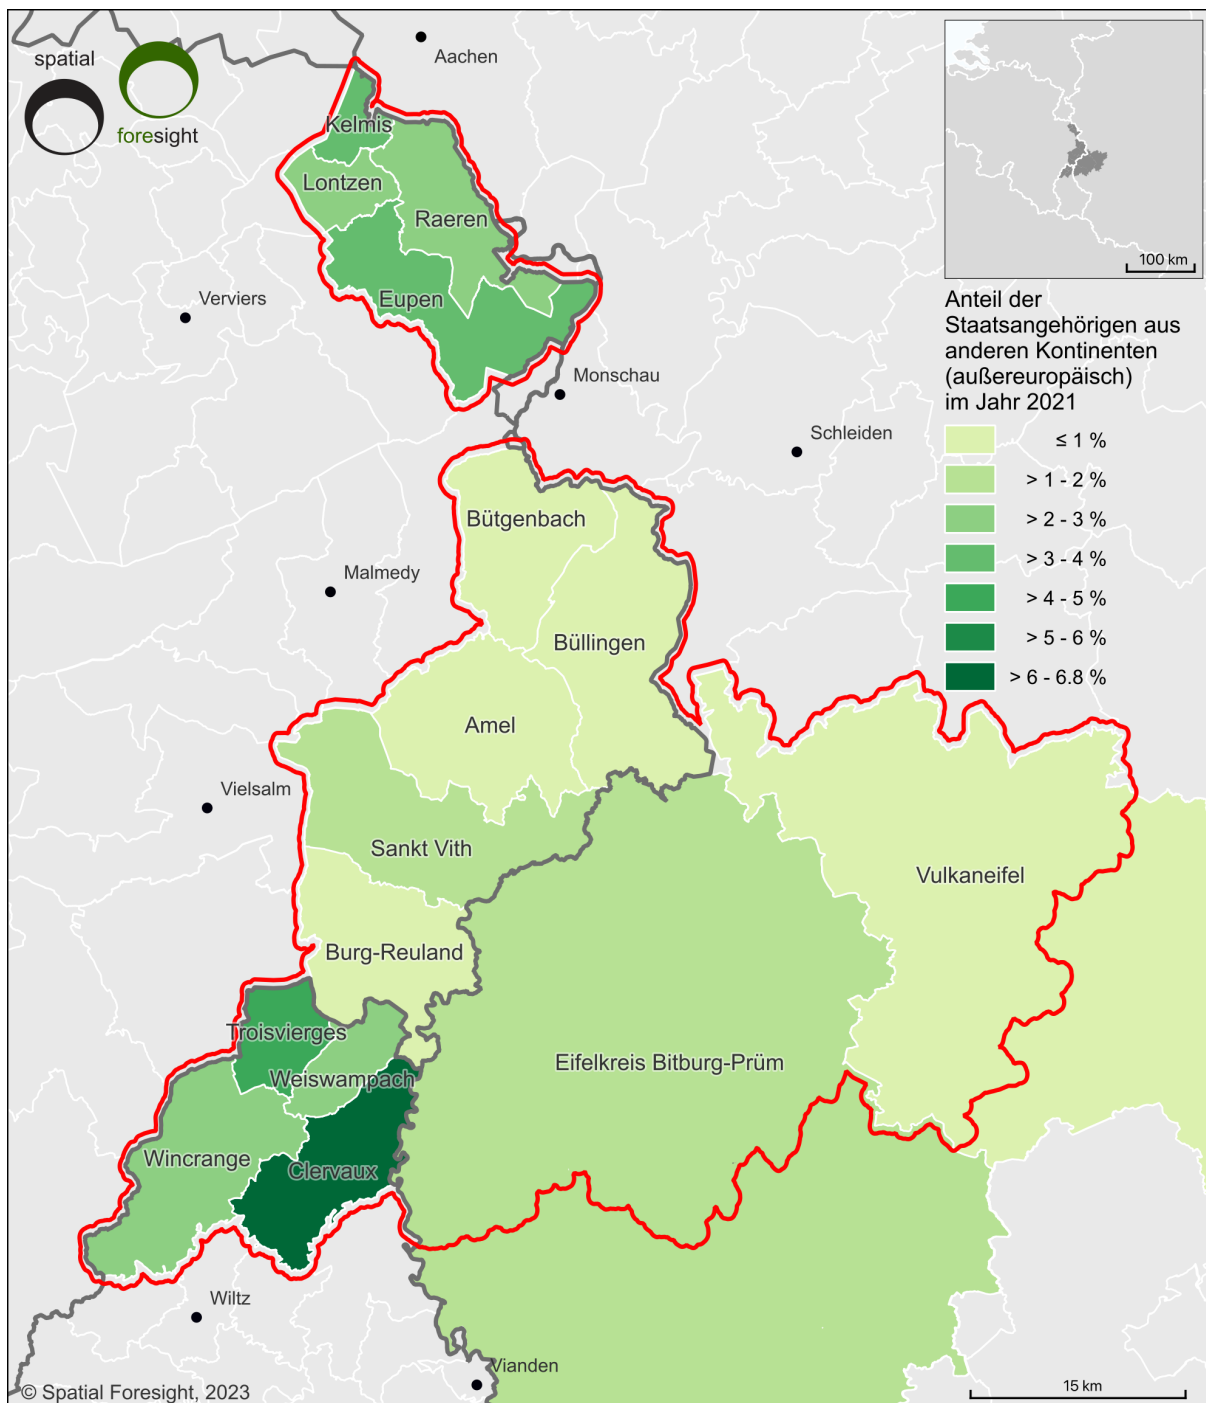 spatial
foresight
Aachen
Kelmis
Lontzen
Raeren
Verviers
Eupen
Monschau
Schleiden
Bütgenbach
Malmedy
Büllingen
Amel
Vielsalm
Sankt Vith
Vulkaneifel
Burg-Reuland
Troisvierges
Weiswampach
Eifelkreis Bitburg-Prüm
Wincrange
Clervaux
Wiltz
Vianden
100 km
Anteil der
Staatsangehörigen aus
anderen Kontinenten
(außereuropäisch)
im Jahr 2021
≤ 1 %
> 1 - 2 %
> 2 - 3 %
> 3 - 4 %
> 4 - 5 %
> 5 - 6 %
> 6 - 6.8 %
© Spatial Foresight, 2023
15 km